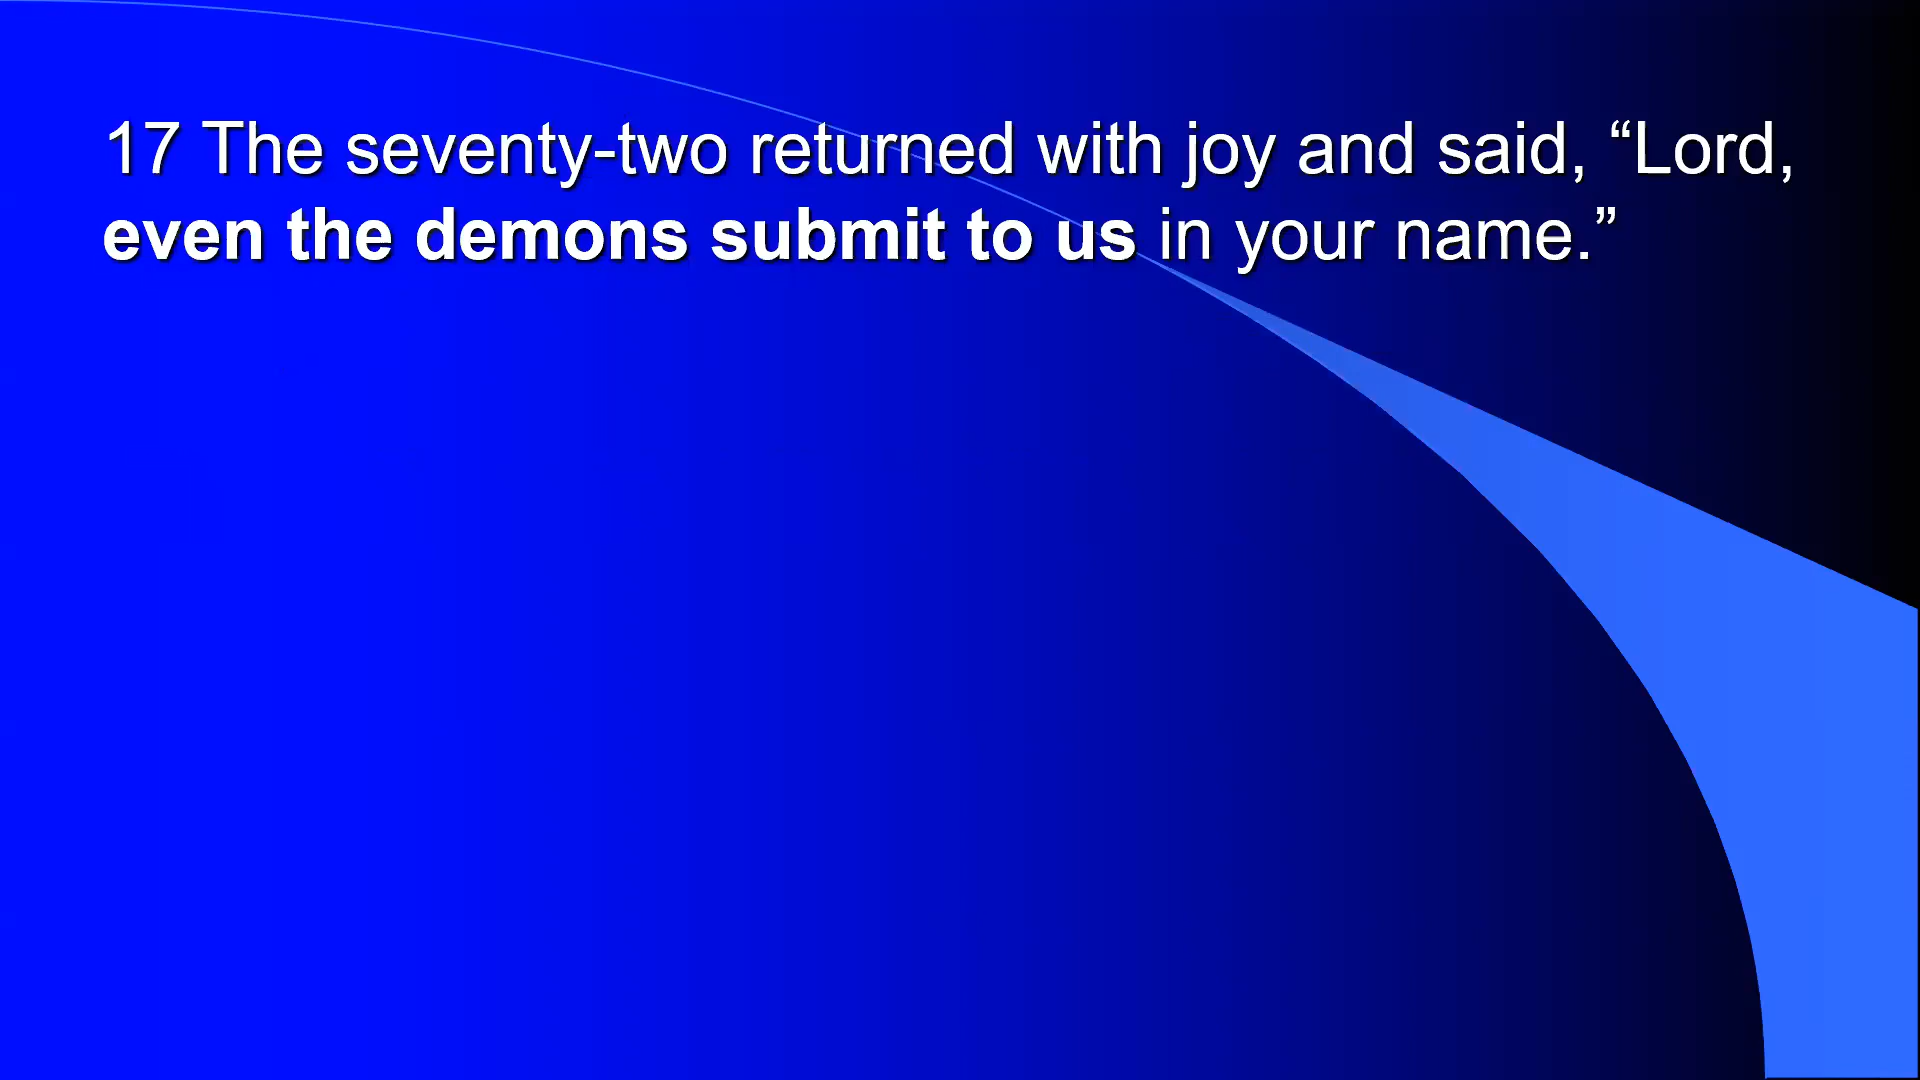 17 The seventy-two returned with joy and said, “Lord,
even the demons submit to us in your name.”